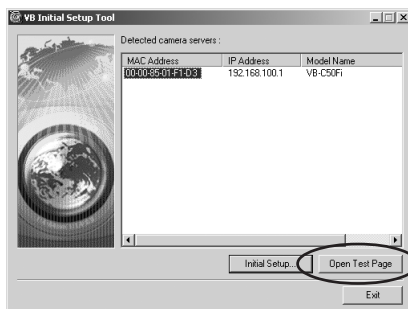 VB Initial Setup Tool
Detected camera servers :
MAC Address IP Address Model Name
00-00-85-01-F1-D3 192.168.100.1 VB-C50Fi
Initial Setup... Open Test Page
Exit